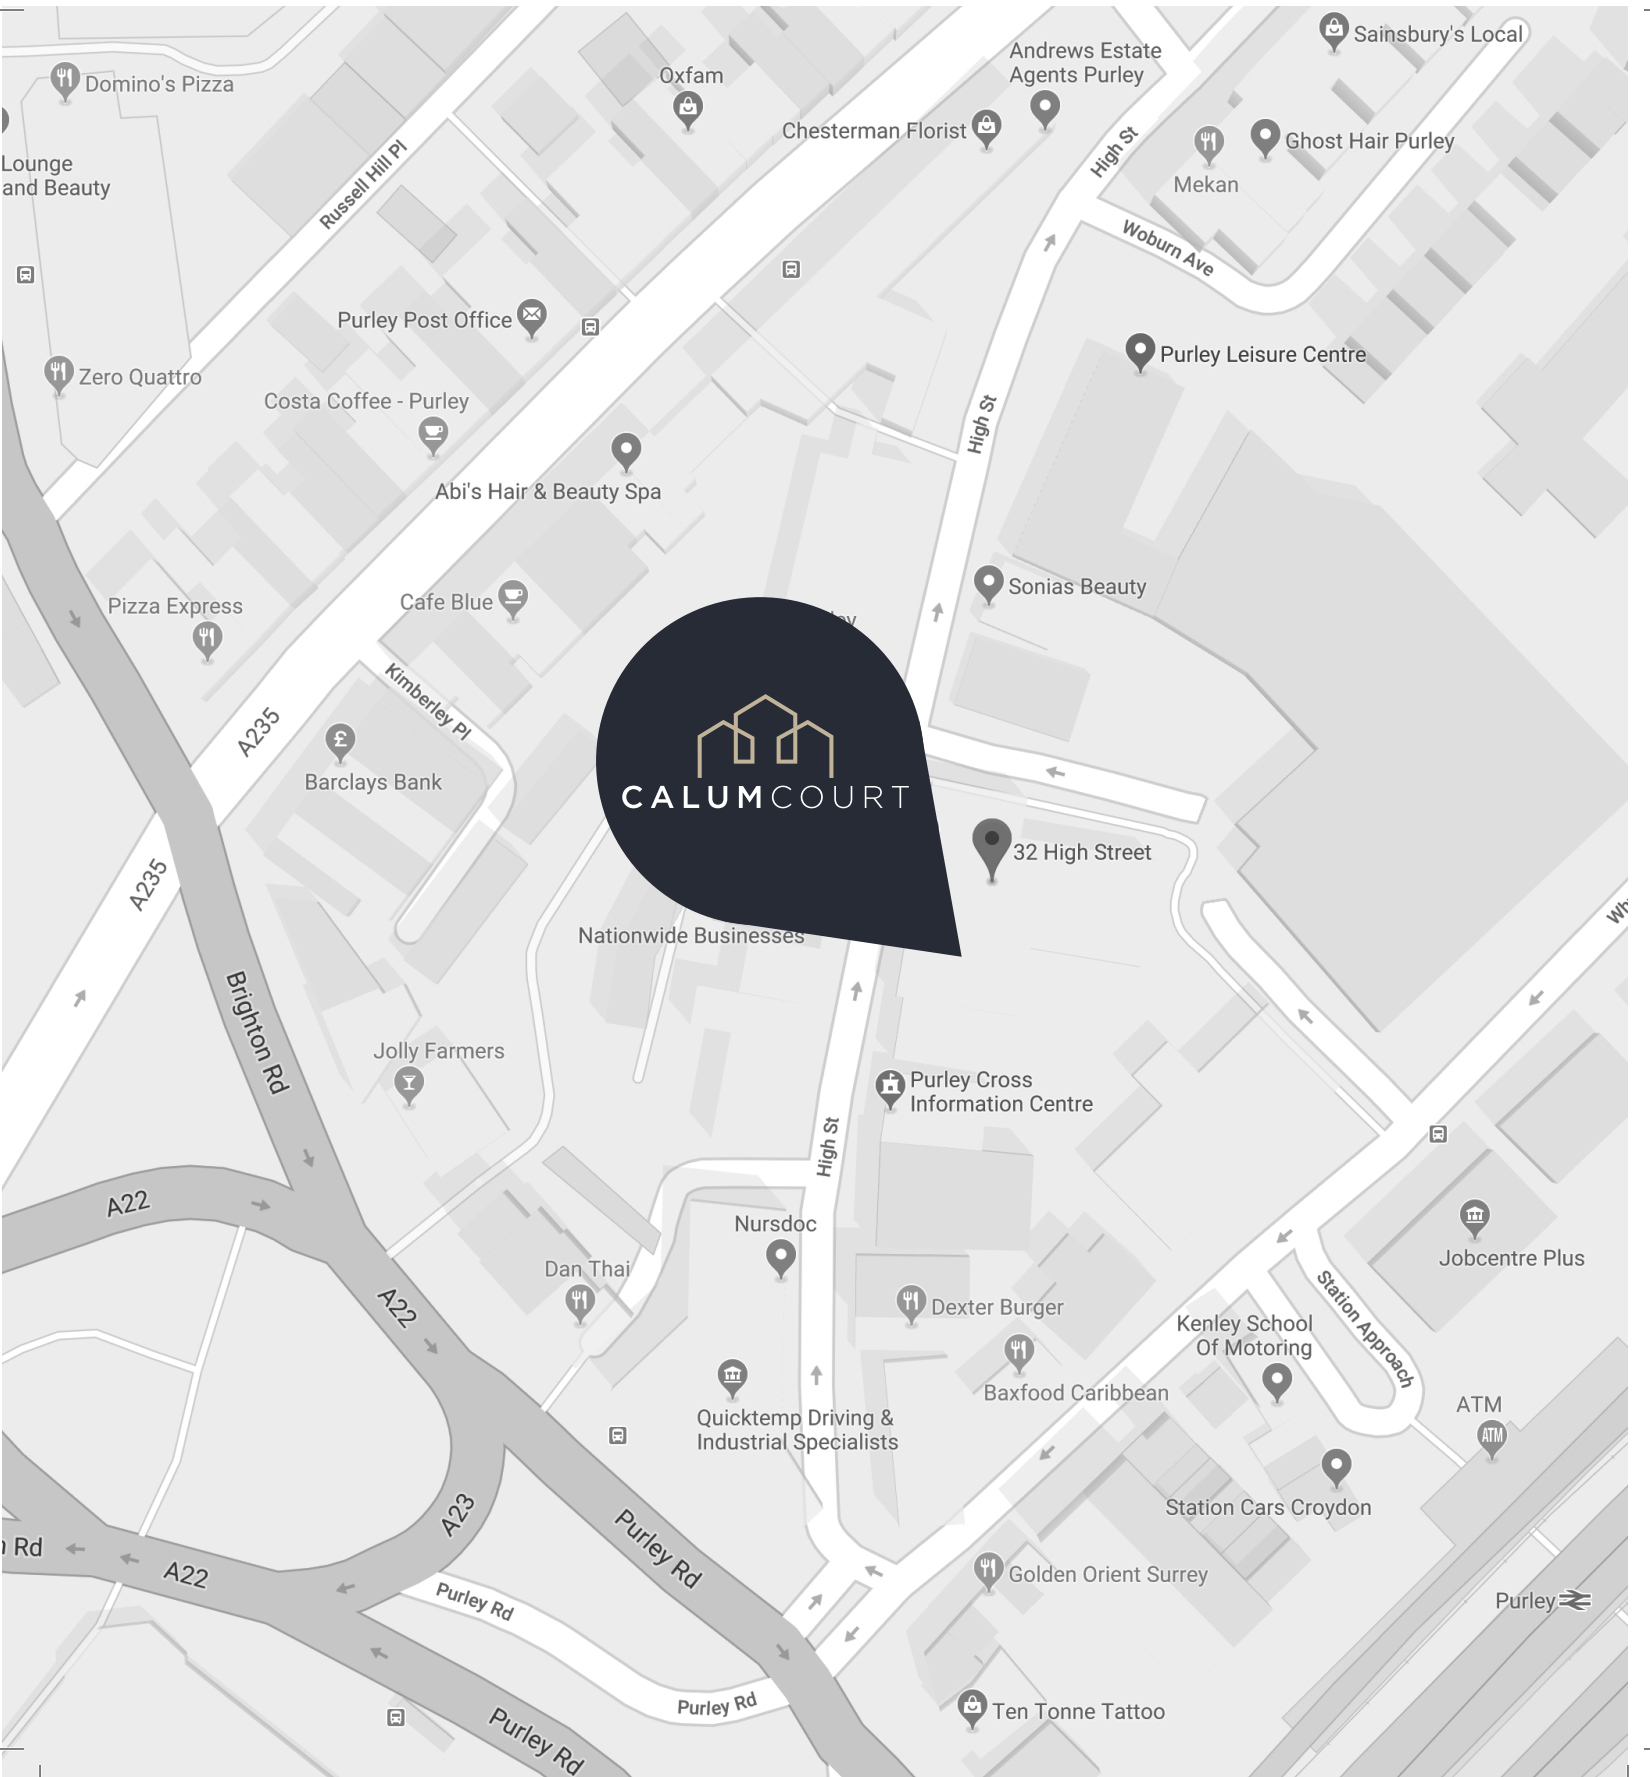 Sainsbury's Local
Andrews Estate
Agents Purley
Domino's Pizza
Oxfam
Chesterman Florist
High St
Ghost Hair Purley
Mekan
Lounge
and Beauty
Russell Hill Pl
Woburn Ave
Purley Post Office
Purley Leisure Centre
Zero Quattro
Costa Coffee - Purley
High St
Abi's Hair & Beauty Spa
Sonias Beauty
Cafe Blue
Pizza Express
Kimberley Pl
A235
£
Barclays Bank
CALUMCOURT
32 High Street
A235
Nationwide Businesses
Brighton Rd
Jolly Farmers
Purley Cross
Information Centre
High St
A22
Nursdoc
Dan Thai
Jobcentre Plus
A22
Dexter Burger
Station Approach
Kenley School
Of Motoring
Baxfood Caribbean
ATM
ATM
Quicktemp Driving &
Industrial Specialists
Station Cars Croydon
A23
Rd
A22
Purley Rd
Golden Orient Surrey
Purley Rd
Purley
Purley Rd
Ten Tonne Tattoo
Purley Rd